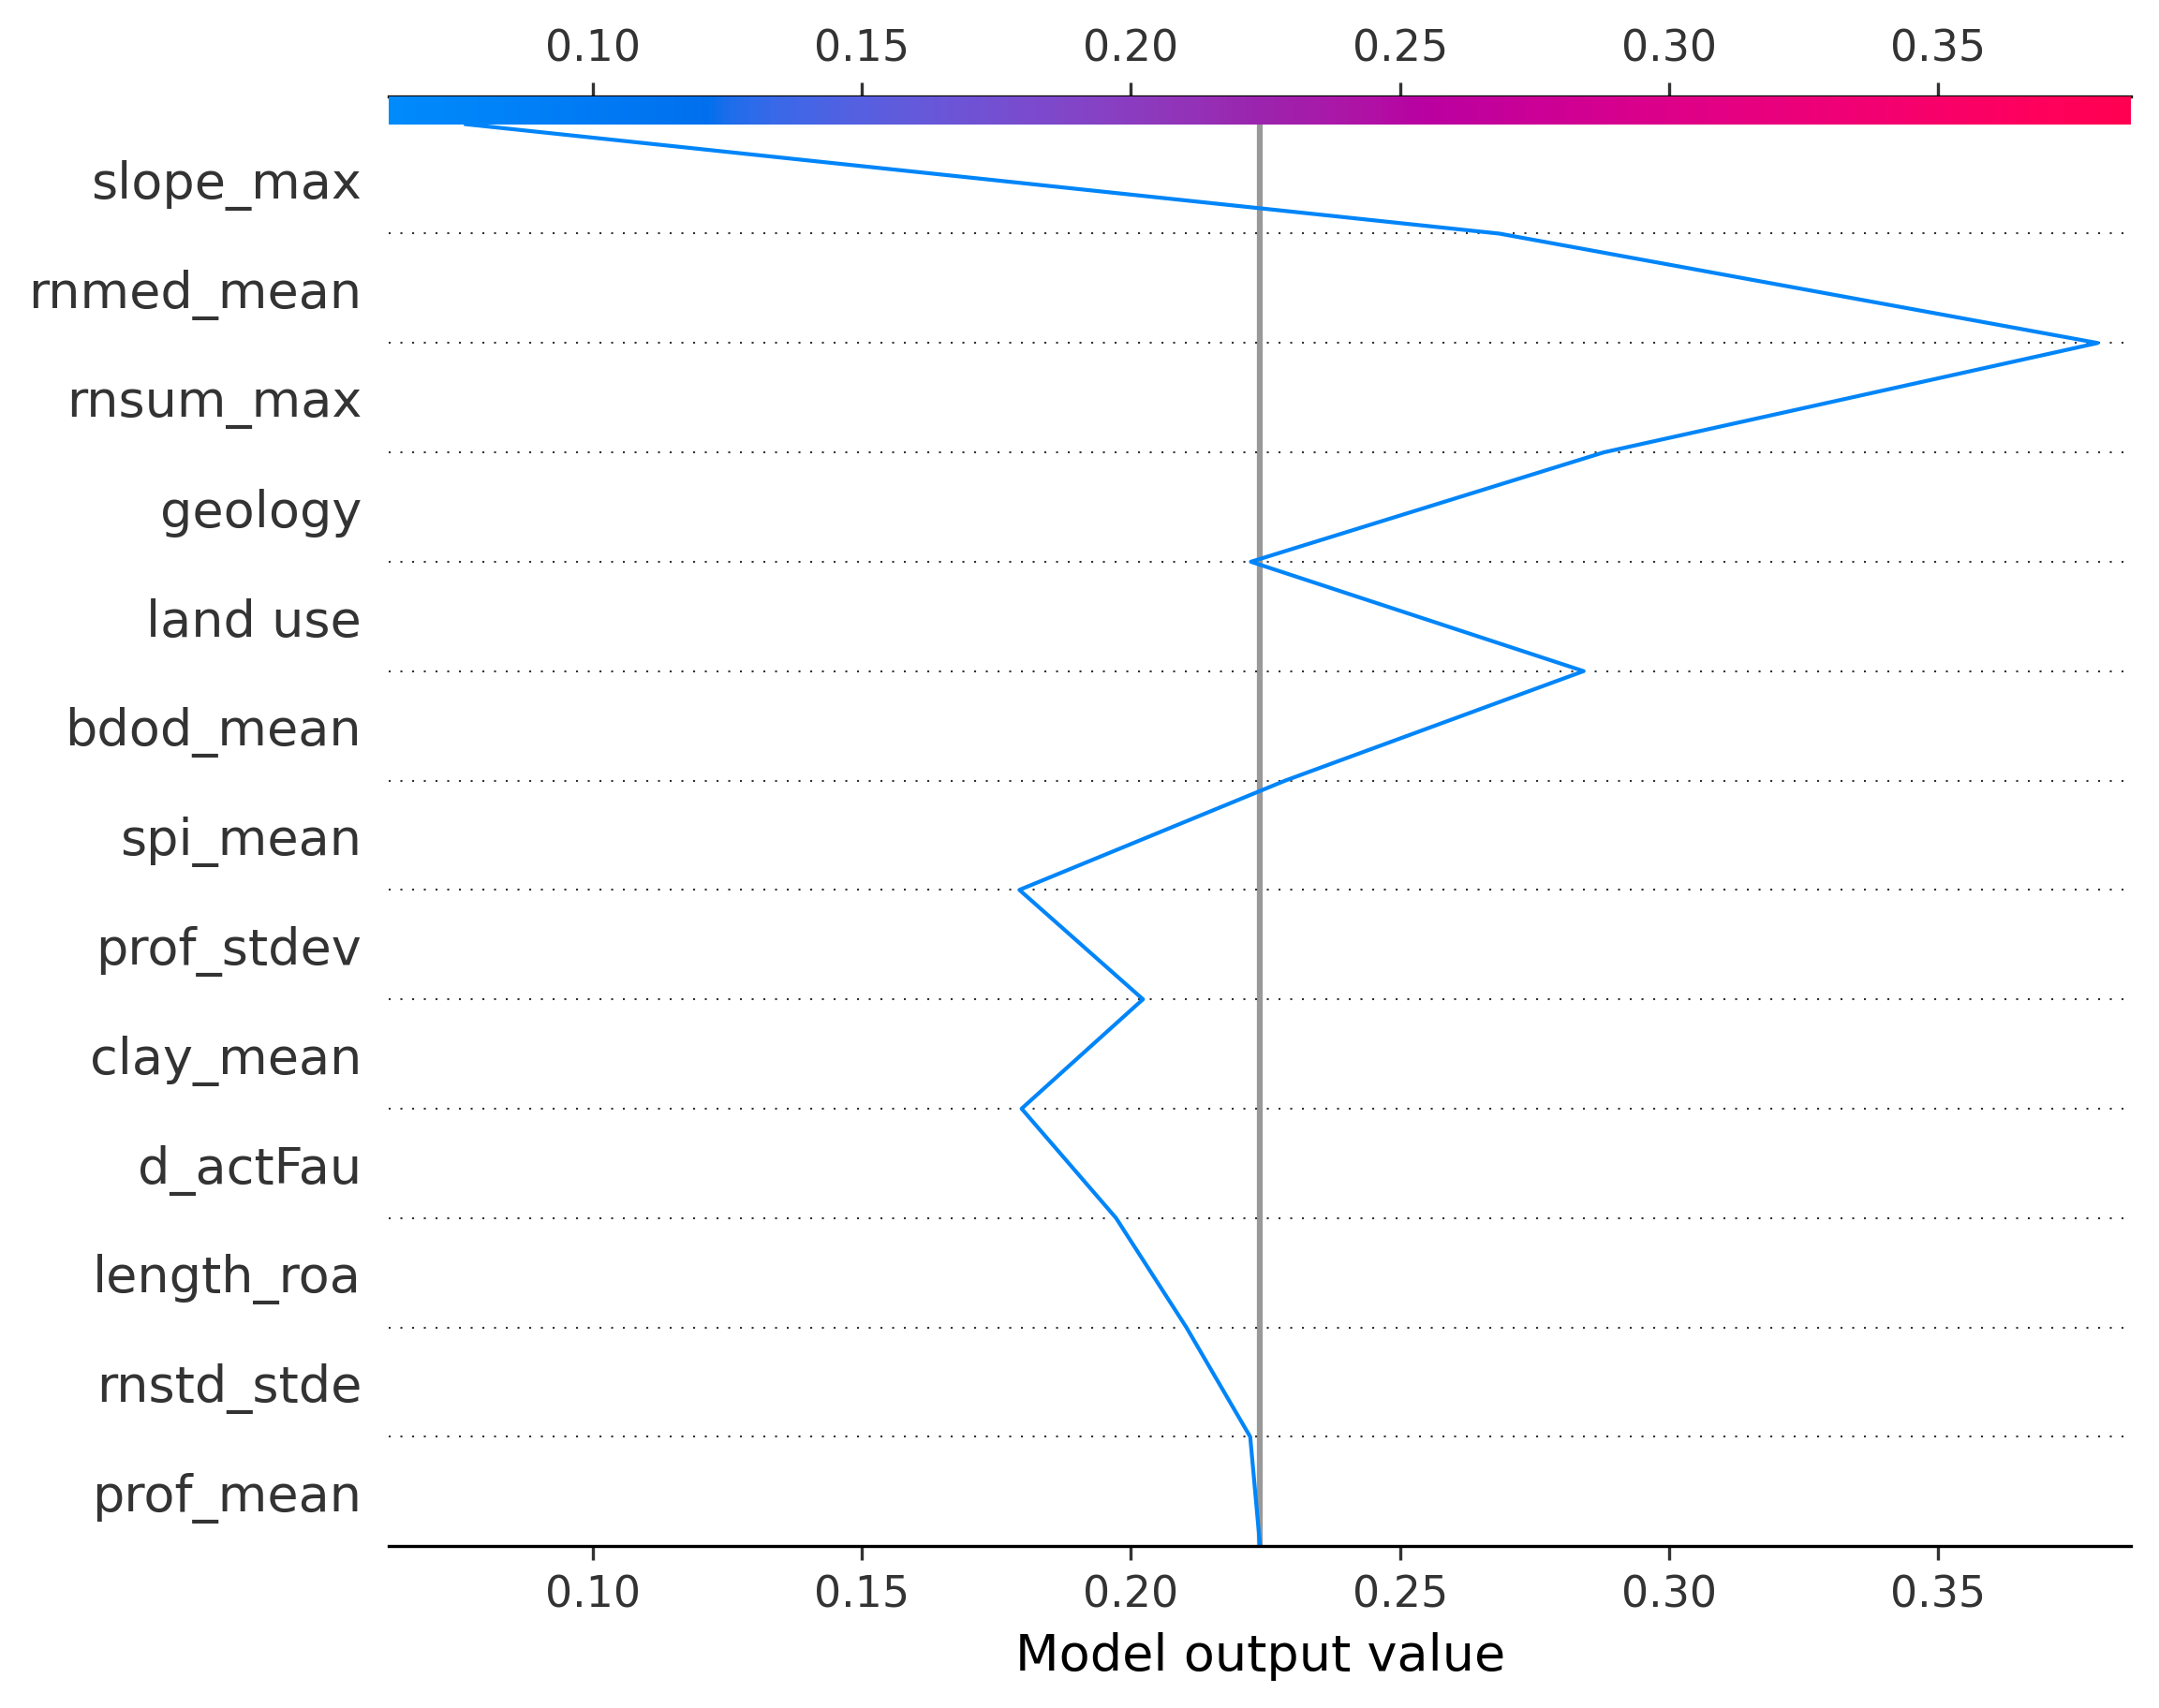 0.10 0.15 0.20 0.25 0.30 0.35
slope_max
rnmed_mean
rnsum_max
geology
land use
bdod_mean
spi_mean
prof_stdev
clay_mean
d_actFau
length_roa
rnstd_stde
prof_mean
0.10 0.15 0.20 0.25 0.30 0.35
Model output value